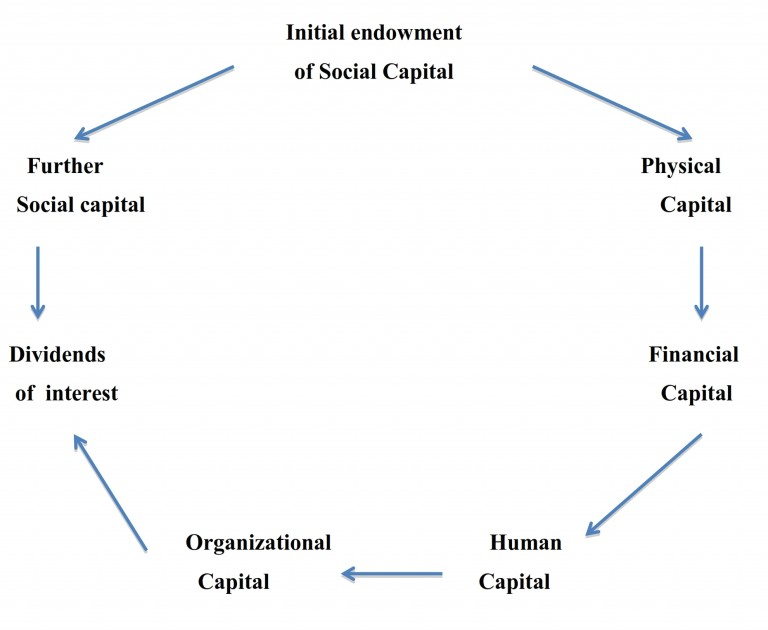 Initial endowment
of Social Capital
Further
Social capital
Physical
Capital
Dividends
of interest
Financial
Capital
Organizational
Capital
Human
Capital